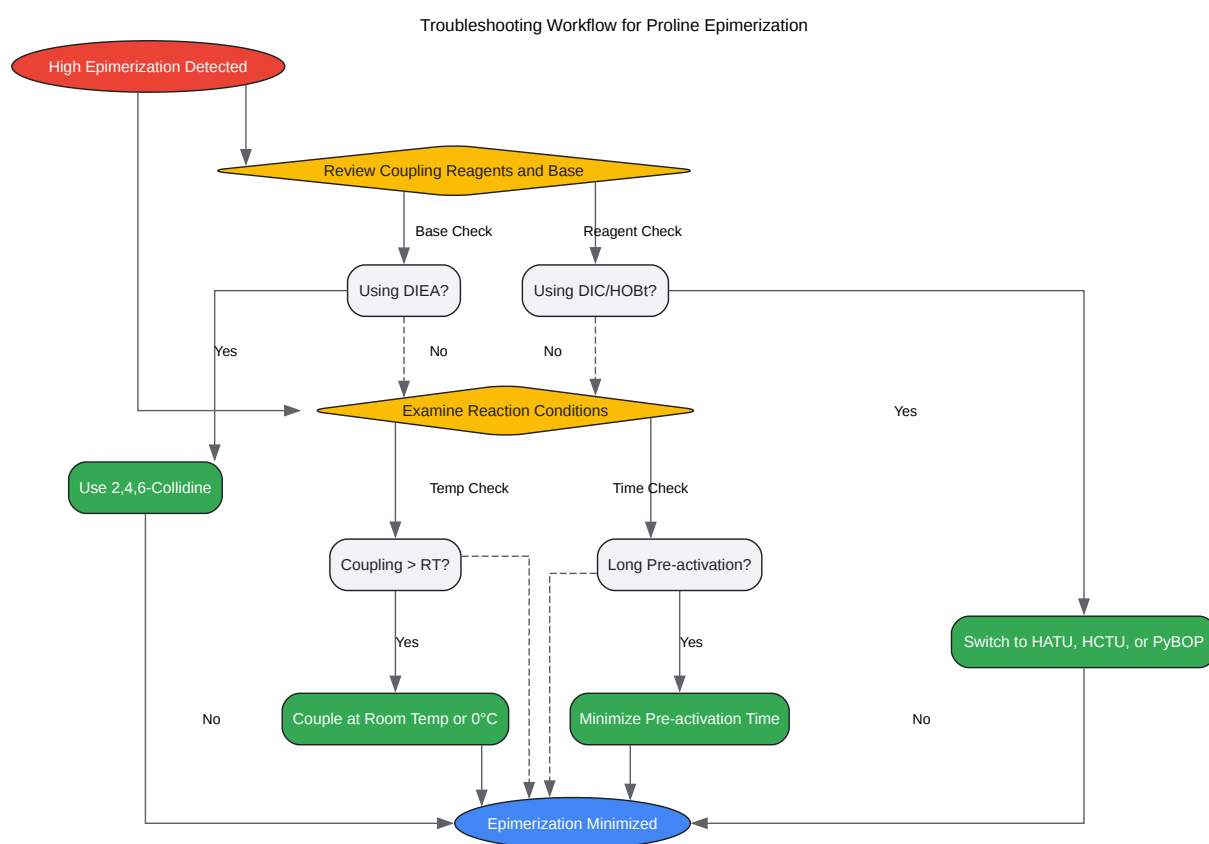 Troubleshooting Workflow for Proline Epimerization
High Epimerization Detected
Review Coupling Reagents and Base
Base Check
Reagent Check
Using DIEA?
Using DIC/HOBt?
Yes
No
No
Examine Reaction Conditions
Yes
Use 2,4,6-Collidine
Temp Check
Time Check
Coupling > RT?
Long Pre-activation?
Yes
Yes
Switch to HATU, HCTU, or PyBOP
No
Couple at Room Temp or 0°C
Minimize Pre-activation Time
No
Epimerization Minimized